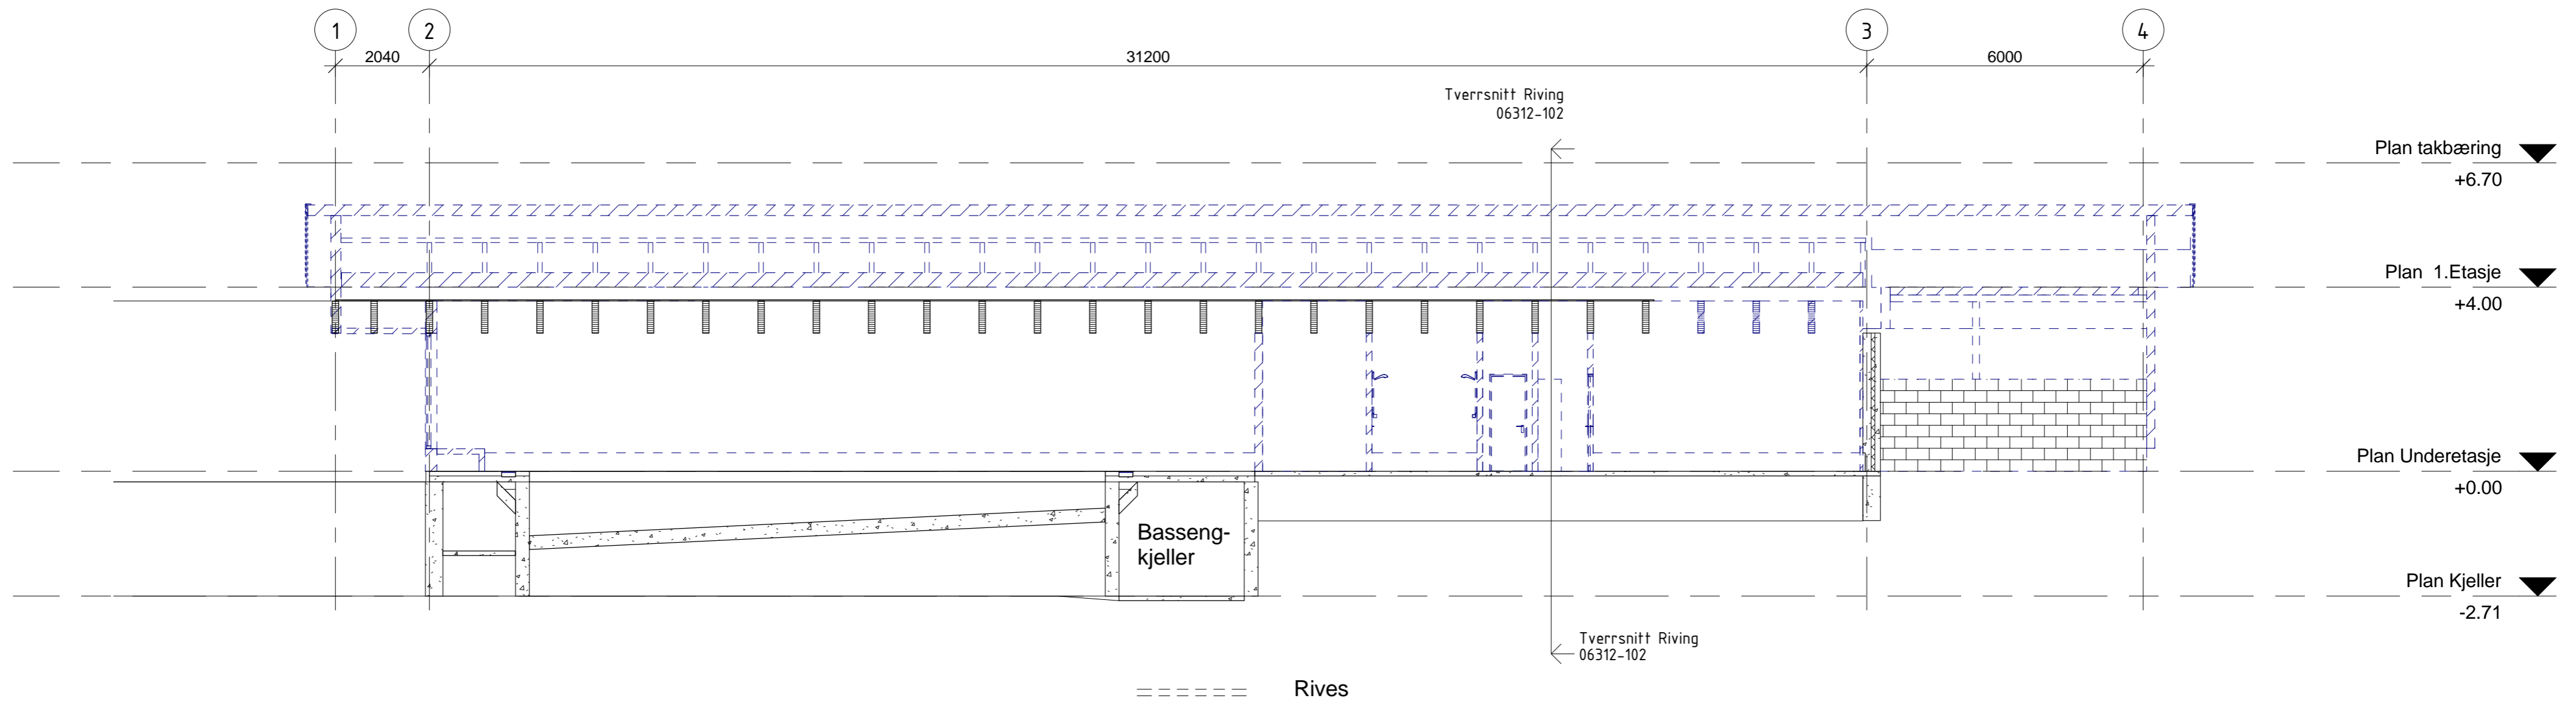 1
2
3
4
2040
31200
6000
Tverrsnitt Riving
06312-102
Plan takbæring
+6.70
Plan 1.Etasje
+4.00
Plan Underetasje
+0.00
Basseng-
kjeller
Plan Kjeller
-2.71
Tverrsnitt Riving
06312-102
Rives